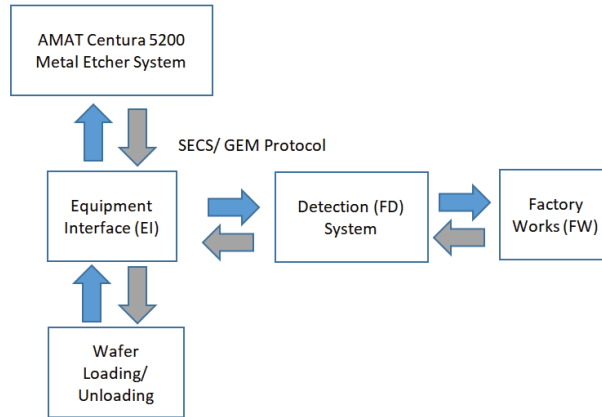 AMAT Centura 5200
Metal Etcher System
SECS/ GEM Protocol
Equipment
Interface (EI)
Detection (FD)
System
Factory
Works (FW)
Wafer
Loading/
Unloading